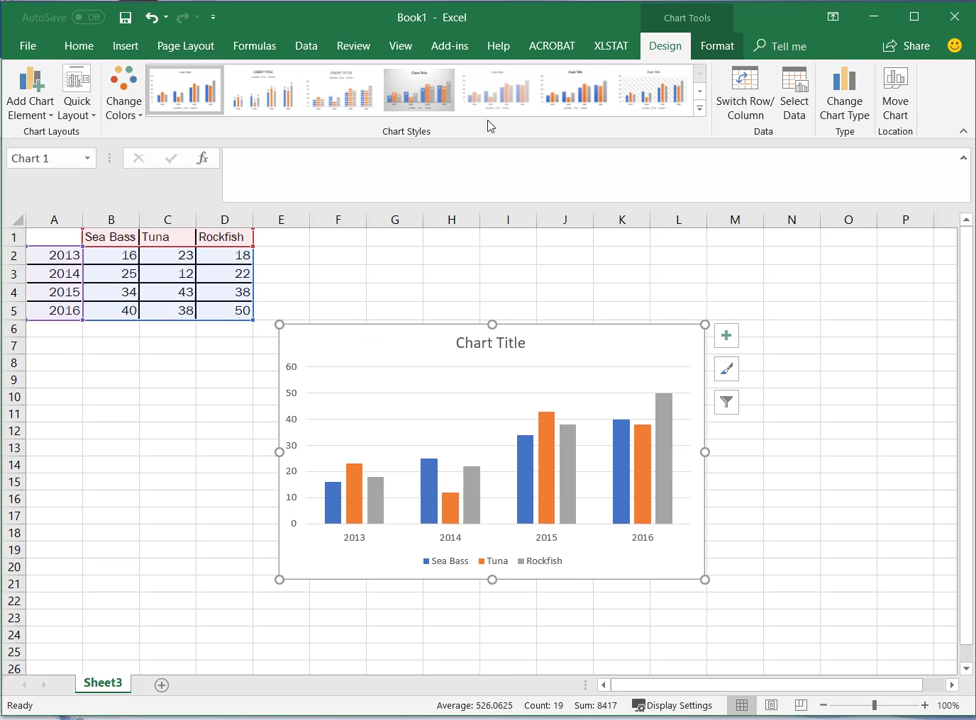 AutoSave Off
Book1 - Excel
Chart Tools
File Home Insert Page Layout Formulas Data Review View Add-ins Help ACROBAT XLSTAT Design Format Tell me Share
Add Chart Element
Quick Layout
Chart Layouts
Change Colors
Chart Styles
Switch Row/ Column
Select Data
Data
Change Chart Type
Type
Move Chart
Location
Chart 1
fx
A B C D E F G H I J K L M N O P
1 Sea Bass Tuna Rockfish
2 2013 16 23 18
3 2014 25 12 22
4 2015 34 43 38
5 2016 40 38 50
6
7
8
9
10
11
12
13
14
15
16
17
18
19
20
21
22
23
24
25
26
Chart Title
60
50
40
30
20
10
0
2013 2014 2015 2016
Sea Bass Tuna Rockfish
Sheet3
Ready
Average: 526.0625 Count: 19 Sum: 8417 Display Settings 100%